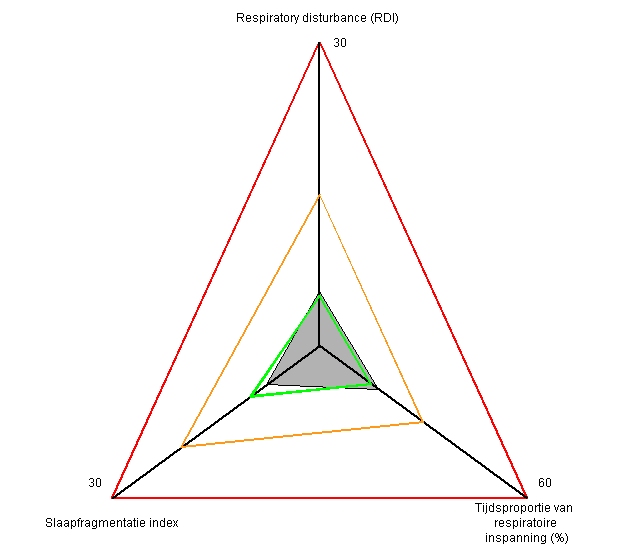 Respiratory disturbance (RDI)
30
30
60
Slaapfragmentatie index
Tijdsproportie van
respiratoire
inspanning (%)